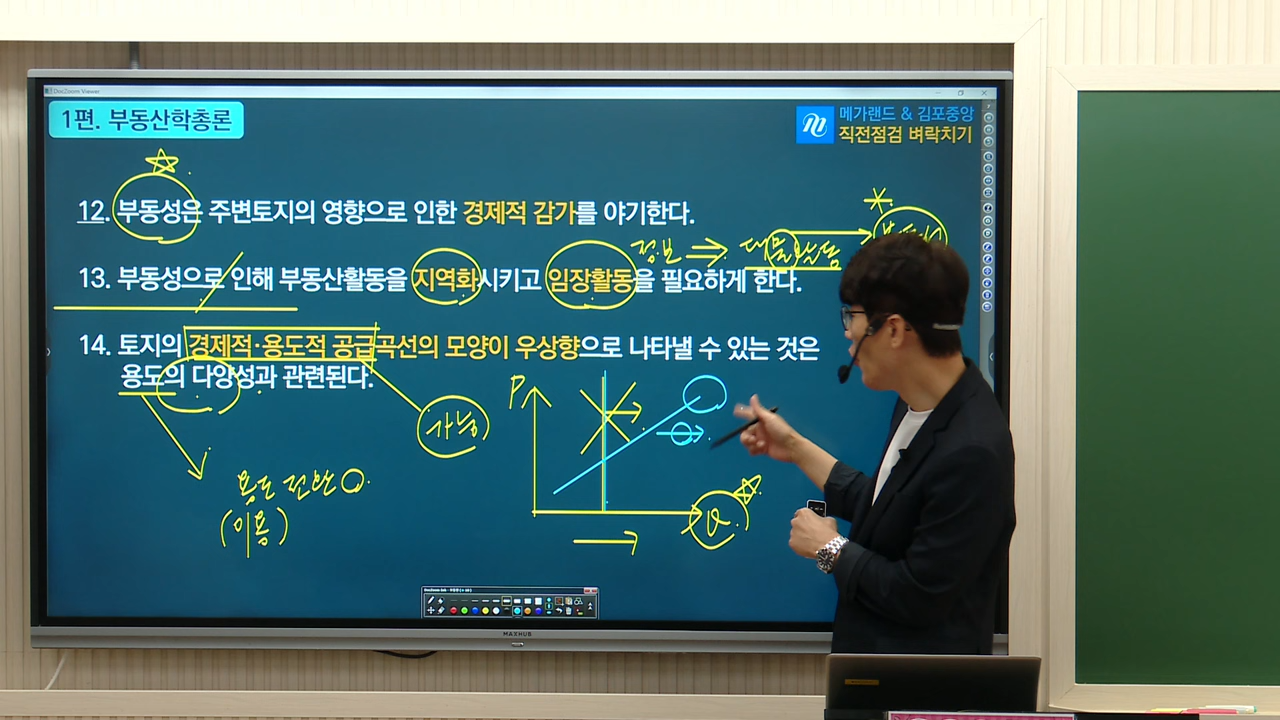 DocZoom Viewer
1편. 부동산학총론
메가랜드 & 김포중앙
직전점검 벼락치기
12. 부동성은 주변토지의 영향으로 인한 경제적 감가를 야기한다.
정보 ⇒ 대물활동
13. 부동성으로 인해 부동산활동을 지역화시키고 임장활동을 필요하게 한다.
14. 토지의 경제적·용도적 공급곡선의 모양이 우상향으로 나타낼 수 있는 것은
용도의 다양성과 관련된다.
P
가능
용도 전환
(이용)
MAXHUB